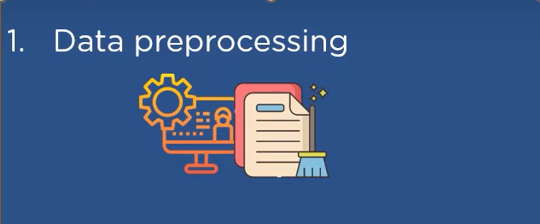 1. Data preprocessing